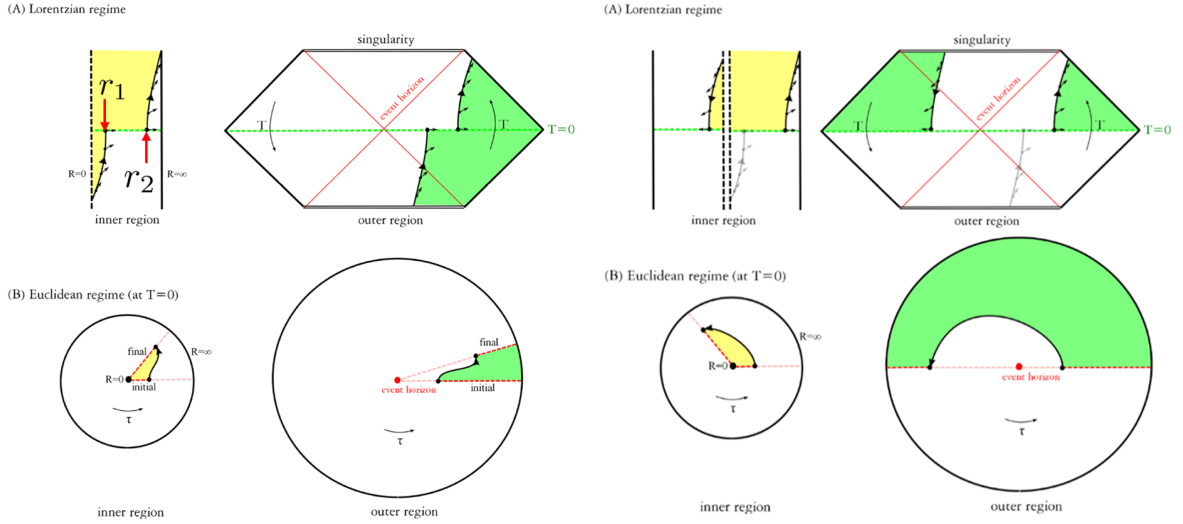 (A) Lorentzian regime
singularity
r1
event horizon
T
T
T=0
r2
R=0
R=∞
inner region
outer region
(B) Euclidean regime (at T=0)
final
R=∞
R=0
initial
τ
inner region
final
event horizon
initial
τ
outer region
(A) Lorentzian regime
singularity
event horizon
T
T
T=0
inner region
outer region
(B) Euclidean regime (at T=0)
R=∞
R=0
τ
inner region
event horizon
τ
outer region